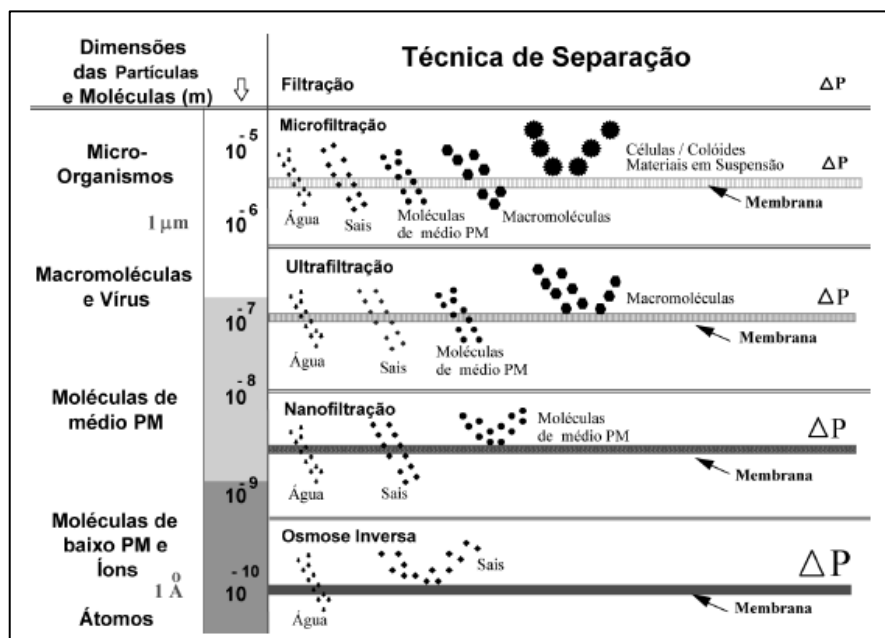 Dimensões
das Partículas
e Moléculas (m)
Técnica de Separação
Filtração
ΔP
Micro-
Organismos
1 μm
10⁻⁵
10⁻⁶
Microfiltração
Células / Colóides
Materiais em Suspensão
ΔP
Membrana
Água
Sais
Moléculas
de médio PM
Macromoléculas
Macromoléculas
e Vírus
10⁻⁷
Ultrafiltração
Macromoléculas
ΔP
Membrana
Água
Sais
Moléculas
de médio PM
Moléculas de
médio PM
10⁻⁸
10⁻⁹
Nanofiltração
Moléculas
de médio PM
ΔP
Membrana
Água
Sais
Moléculas de
baixo PM e
Íons
1 Å
Átomos
10⁻¹⁰
Osmose Inversa
Sais
ΔP
Membrana
Água